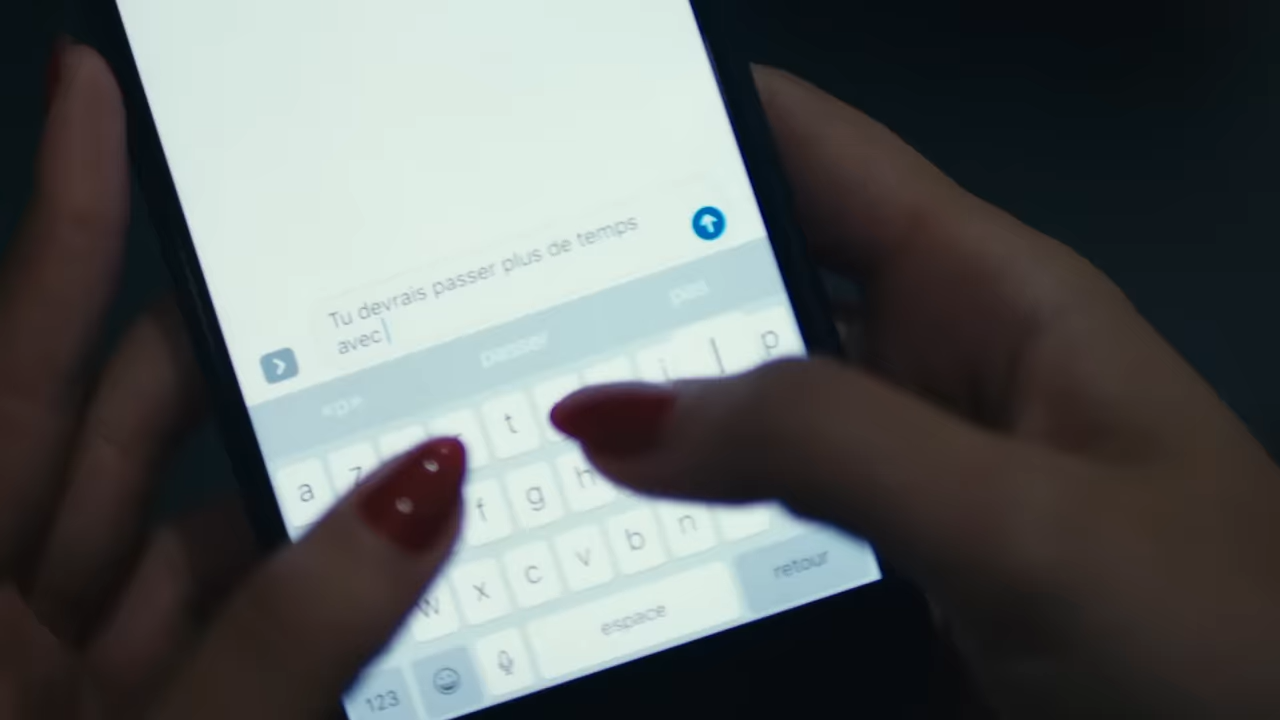 Tu devrais passer plus de temps
avec
passer
a z t i p
f g h
w x c v b n
123 espace retour